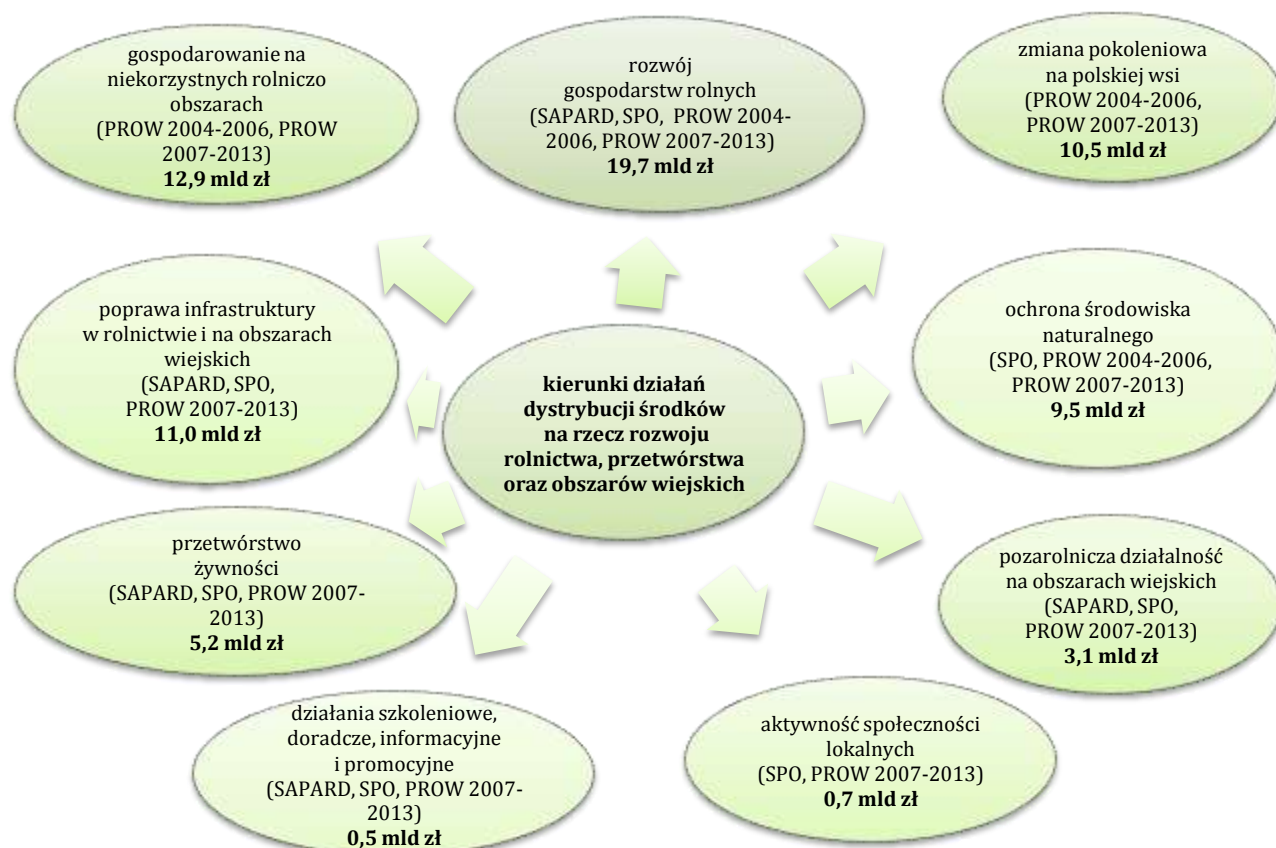 gospodarowanie na
niekorzystnych rolniczo
obszarach
(PROW 2004-2006, PROW
2007-2013)
12,9 mld zł
rozwój
gospodarstw rolnych
(SAPARD, SPO, PROW 2004-
2006, PROW 2007-2013)
19,7 mld zł
zmiana pokoleniowa
na polskiej wsi
(PROW 2004-2006,
PROW 2007-2013)
10,5 mld zł
poprawa infrastruktury
w rolnictwie i na obszarach
wiejskich
(SAPARD, SPO,
PROW 2007-2013)
11,0 mld zł
kierunki działań
dystrybucji środków
na rzecz rozwoju
rolnictwa, przetwórstwa
oraz obszarów wiejskich
ochrona środowiska
naturalnego
(SPO, PROW 2004-2006,
PROW 2007-2013)
9,5 mld zł
przetwórstwo
żywności
(SAPARD, SPO, PROW 2007-
2013)
5,2 mld zł
pozarolnicza działalność
na obszarach wiejskich
(SAPARD, SPO,
PROW 2007-2013)
3,1 mld zł
działania szkoleniowe,
doradcze, informacyjne
i promocyjne
(SAPARD, SPO, PROW 2007-
2013)
0,5 mld zł
aktywność społeczności
lokalnych
(SPO, PROW 2007-2013)
0,7 mld zł